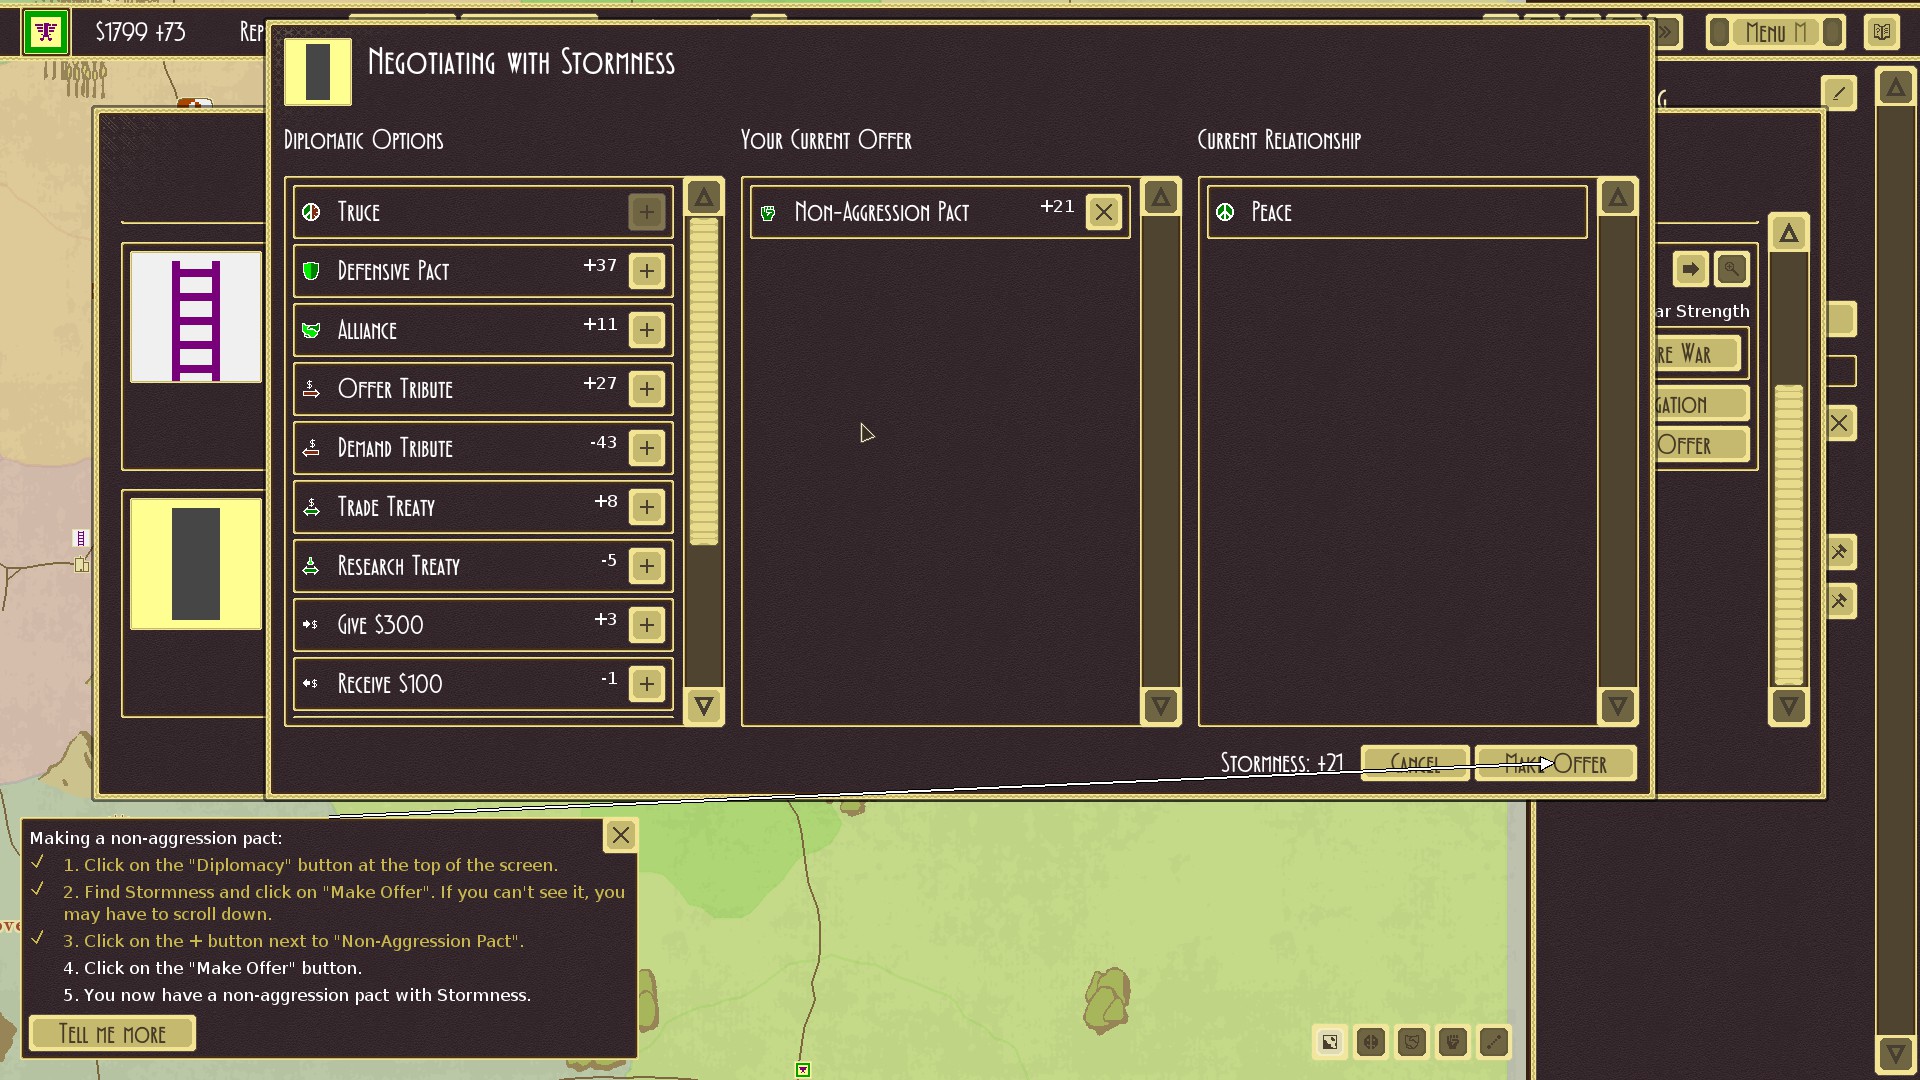 $1799 +73
Rep
Menu M
Negotiating with Stormness
Diplomatic Options
Your Current Offer
Current Relationship
Truce
Defensive Pact +37
Alliance +11
Offer Tribute +27
Demand Tribute -43
Trade Treaty +8
Research Treaty -5
Give $300 +3
Receive $100 -1
Non-Aggression Pact +21
Peace
ar Strength
re War
gation
Offer
Stormness: +21
Cancel
Make Offer
Making a non-aggression pact:
1. Click on the "Diplomacy" button at the top of the screen.
2. Find Stormness and click on "Make Offer". If you can't see it, you
may have to scroll down.
3. Click on the + button next to "Non-Aggression Pact".
4. Click on the "Make Offer" button.
5. You now have a non-aggression pact with Stormness.
Tell me more